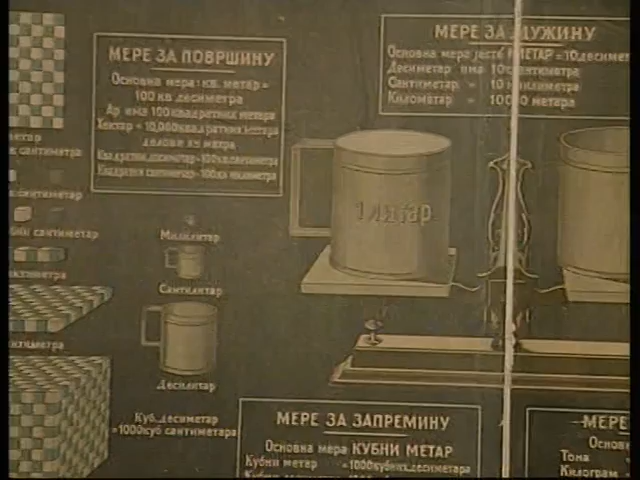 МЕРЕ ЗА ПОВРШИНУ
Основна мера: кв. метар =
100 кв десиметра
Ар има 100 квадратних метара
Хектар = 10,000 квадратних метара
Квадратни десиметар = 100 кв сантиметра
Квадратни сантиметар = 100 кв милиметара
МЕРЕ ЗА ДУЖИНУ
Основна мера јесте МЕТАР = 10 десимет
Десиметар има 10 сантиметра
Сантиметар „ 10 милиметра
Километар „ 1000 метара
сантиметра
сантиметар
сантиметар
1 литар
Милилитар
Сантилитар
Десилитар
Куб. десиметар
=1000 куб сантиметара
МЕРЕ ЗА ЗАПРЕМИНУ
Основна мера КУБНИ МЕТАР
Кубни метар =1000 кубних десиметара
МЕРЕ
Основн
Тона
Килограм